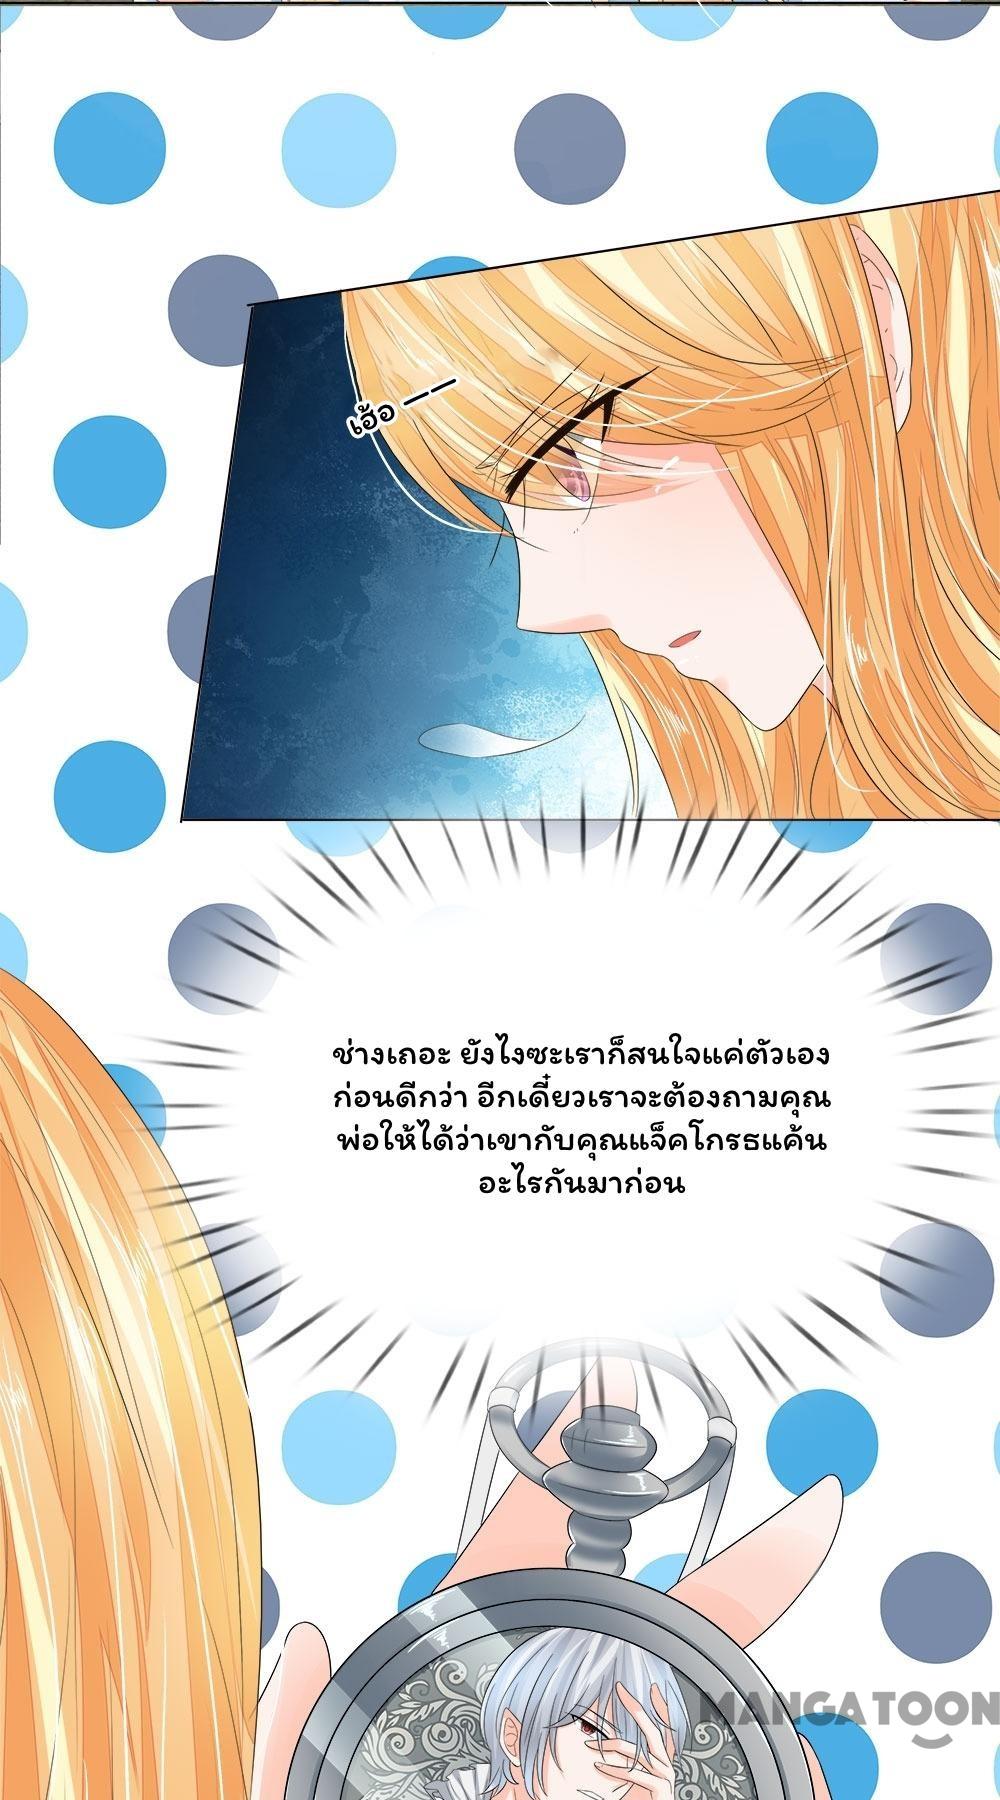 เฮ้อ ——
ช่างเถอะ ยังไงซะเราก็สนใจแค่ตัวเอง
ก่อนดีกว่า อีกเดี๋ยวเราจะต้องถามคุณ
พ่อให้ได้ว่าเขากับคุณแจ็คโกรธแค้น
อะไรกันมาก่อน
MANGATOON